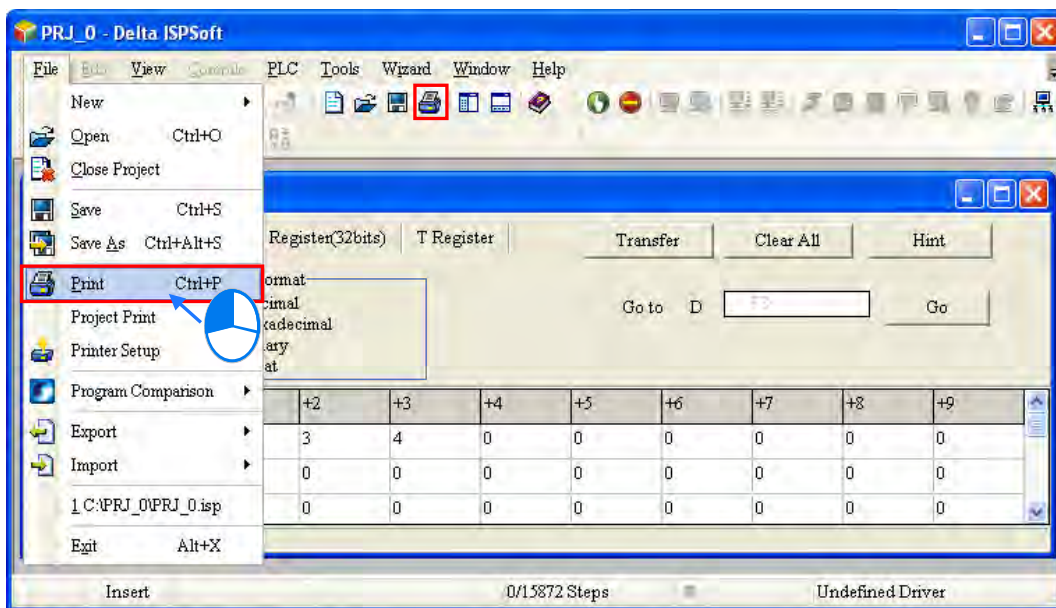 PRJ_0 - Delta ISPSoft
File Edit View Compile PLC Tools Wizard Window Help
New
Open Ctrl+O
Close Project
Save Ctrl+S
Save As Ctrl+Alt+S
Print Ctrl+P
Project Print
Printer Setup
Program Comparison
Export
Import
1 C:\PRJ_0\PRJ_0.isp
Exit Alt+X
Register(32bits) T Register Transfer Clear All Hint
ormat
cimal
xadecimal
ary
at
Go to D Go
+2 +3 +4 +5 +6 +7 +8 +9
3 4 0 0 0 0 0 0
0 0 0 0 0 0 0 0
0 0 0 0 0 0 0 0
Insert 0/15872 Steps Undefined Driver